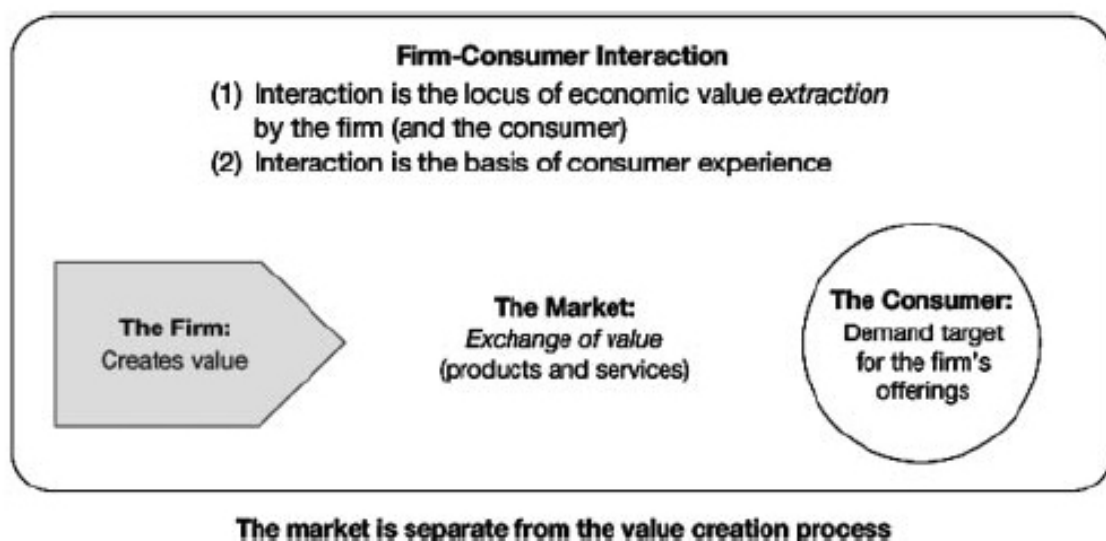 Firm-Consumer Interaction
(1) Interaction is the locus of economic value extraction
by the firm (and the consumer)
(2) Interaction is the basis of consumer experience
The Firm:
Creates value
The Market:
Exchange of value
(products and services)
The Consumer:
Demand target
for the firm's
offerings
The market is separate from the value creation process